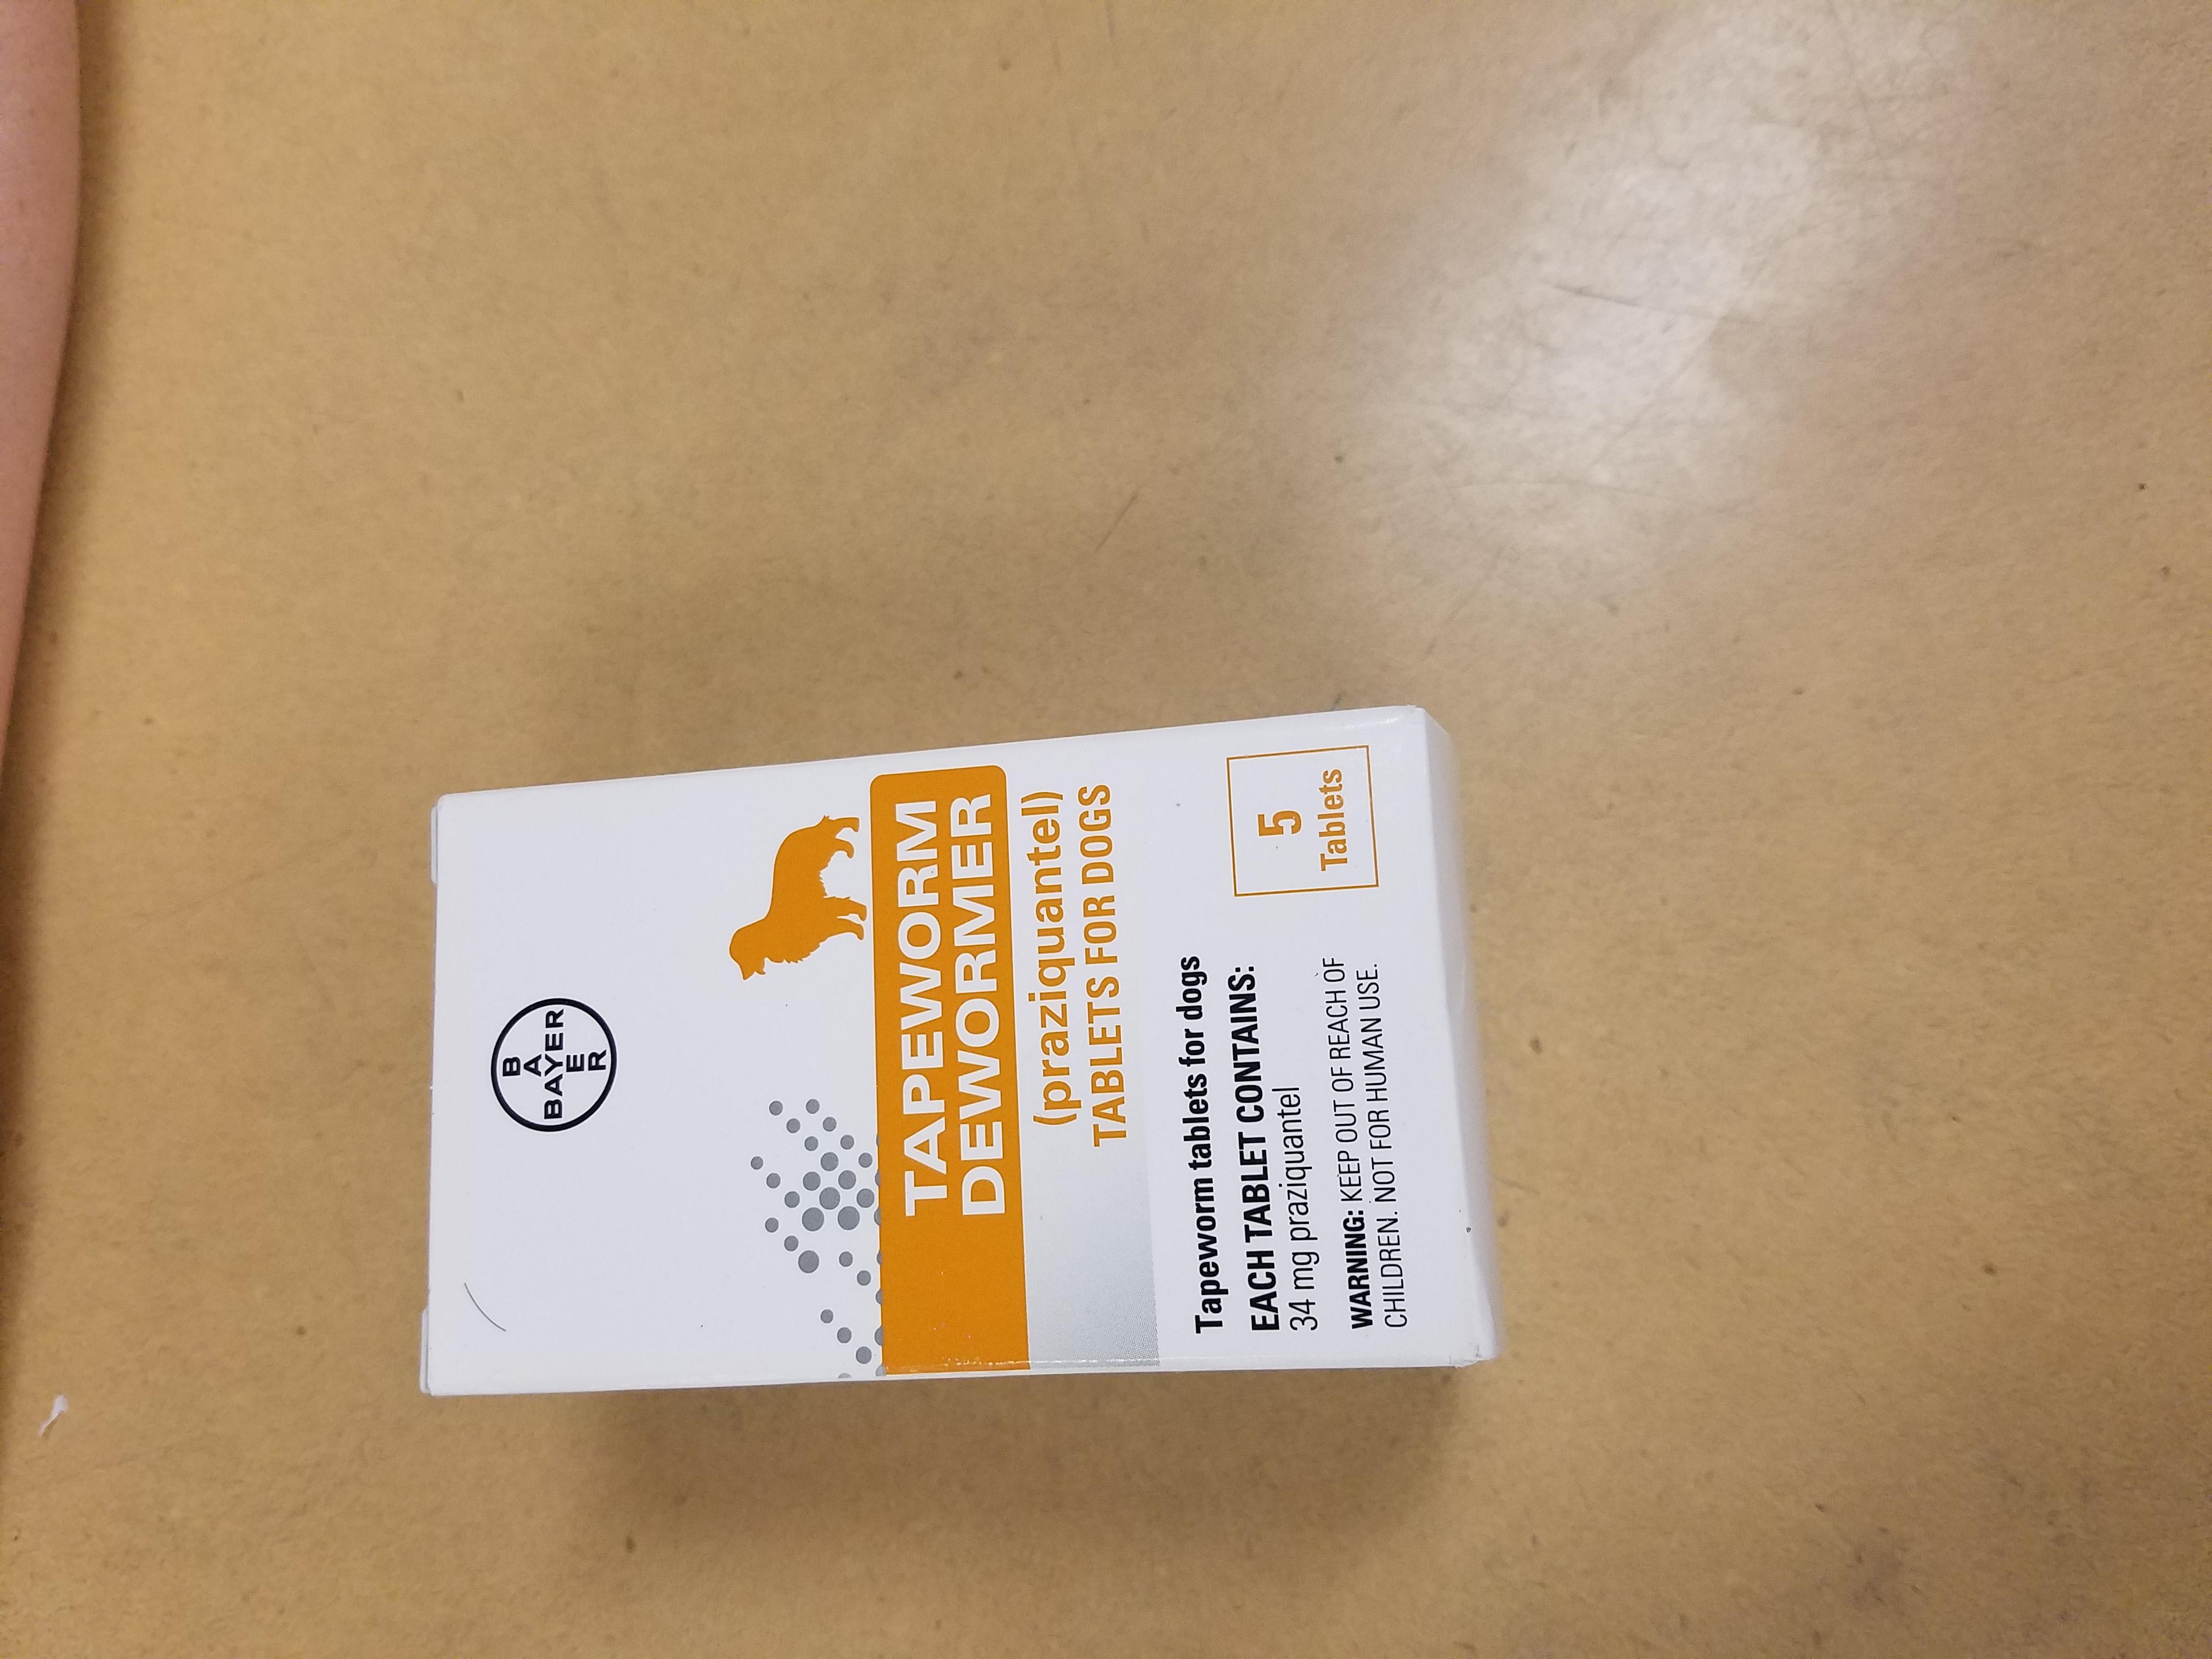 B
A
BAYER
E
R
TAPEWORM
DEWORMER
(praziquantel)
TABLETS FOR DOGS
Tapeworm tablets for dogs
EACH TABLET CONTAINS:
34 mg praziquantel
WARNING: KEEP OUT OF REACH OF
CHILDREN. NOT FOR HUMAN USE.
5
Tablets